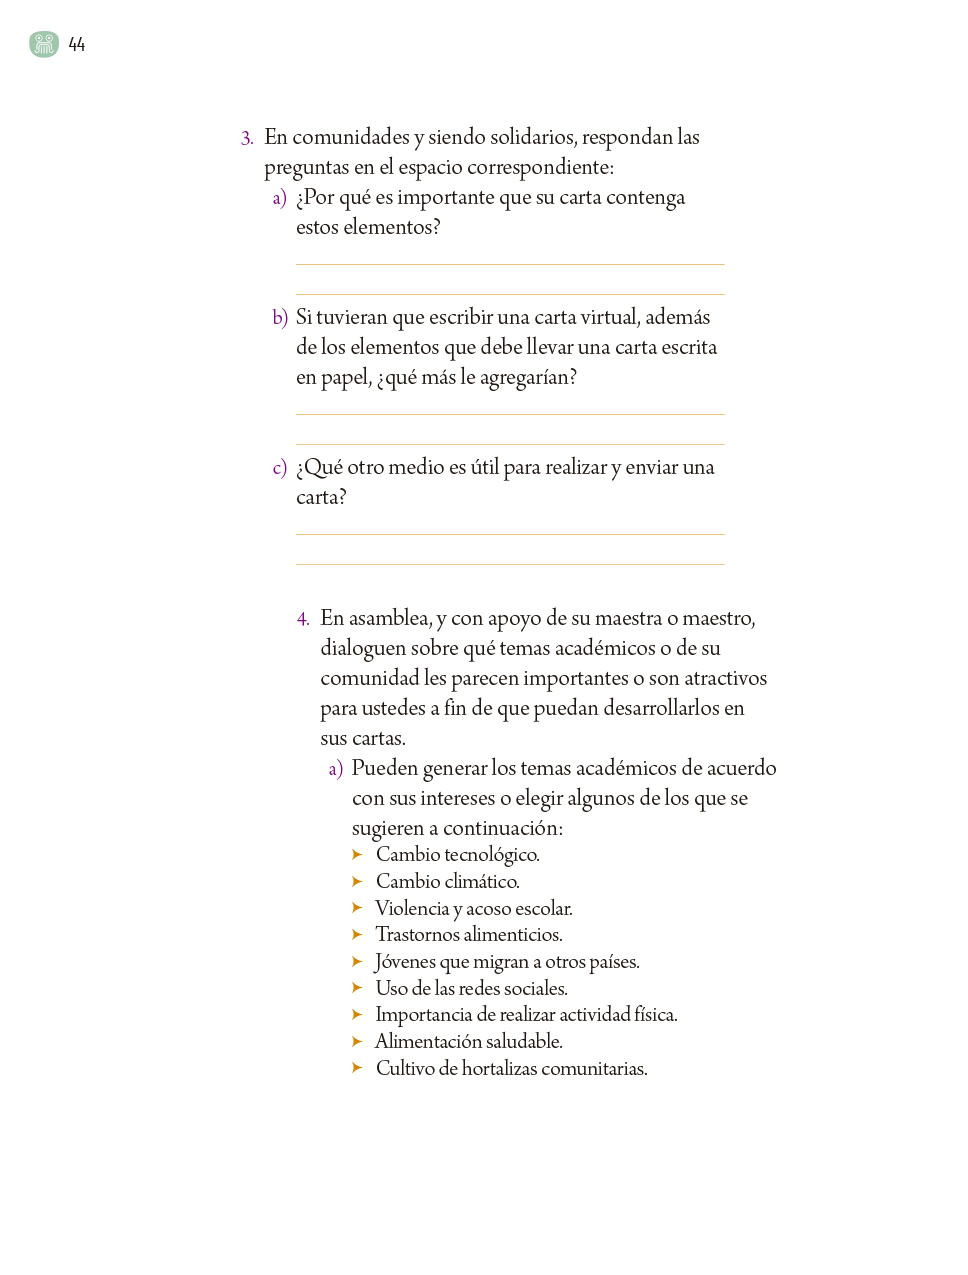 44
3. En comunidades y siendo solidarios, respondan las
preguntas en el espacio correspondiente:
a) ¿Por qué es importante que su carta contenga
estos elementos?
b) Si tuvieran que escribir una carta virtual, además
de los elementos que debe llevar una carta escrita
en papel, ¿qué más le agregarían?
c) ¿Qué otro medio es útil para realizar y enviar una
carta?
4. En asamblea, y con apoyo de su maestra o maestro,
dialoguen sobre qué temas académicos o de su
comunidad les parecen importantes o son atractivos
para ustedes a fin de que puedan desarrollarlos en
sus cartas.
a) Pueden generar los temas académicos de acuerdo
con sus intereses o elegir algunos de los que se
sugieren a continuación:
➤ Cambio tecnológico.
➤ Cambio climático.
➤ Violencia y acoso escolar.
➤ Trastornos alimenticios.
➤ Jóvenes que migran a otros países.
➤ Uso de las redes sociales.
➤ Importancia de realizar actividad física.
➤ Alimentación saludable.
➤ Cultivo de hortalizas comunitarias.